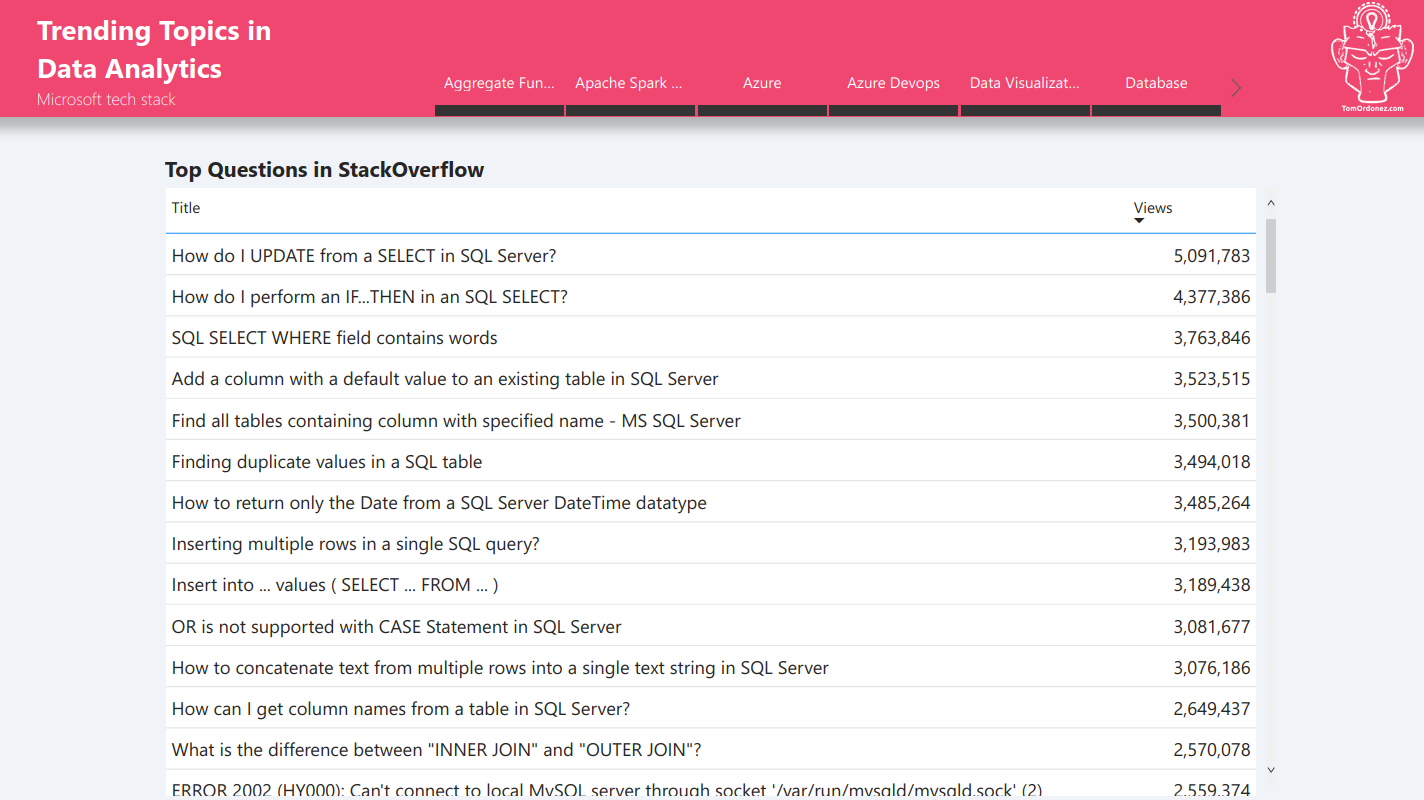 Trending Topics in
Data Analytics
Microsoft tech stack
Aggregate Fun... Apache Spark ... Azure Azure Devops Data Visualizat... Database
TomOrdonez.com
Top Questions in StackOverflow
Title Views
How do I UPDATE from a SELECT in SQL Server? 5,091,783
How do I perform an IF...THEN in an SQL SELECT? 4,377,386
SQL SELECT WHERE field contains words 3,763,846
Add a column with a default value to an existing table in SQL Server 3,523,515
Find all tables containing column with specified name - MS SQL Server 3,500,381
Finding duplicate values in a SQL table 3,494,018
How to return only the Date from a SQL Server DateTime datatype 3,485,264
Inserting multiple rows in a single SQL query? 3,193,983
Insert into ... values ( SELECT ... FROM ... ) 3,189,438
OR is not supported with CASE Statement in SQL Server 3,081,677
How to concatenate text from multiple rows into a single text string in SQL Server 3,076,186
How can I get column names from a table in SQL Server? 2,649,437
What is the difference between "INNER JOIN" and "OUTER JOIN"? 2,570,078
ERROR 2002 (HY000): Can't connect to local MySQL server through socket '/var/run/mysqld/mysqld.sock' (2) 2,559,374